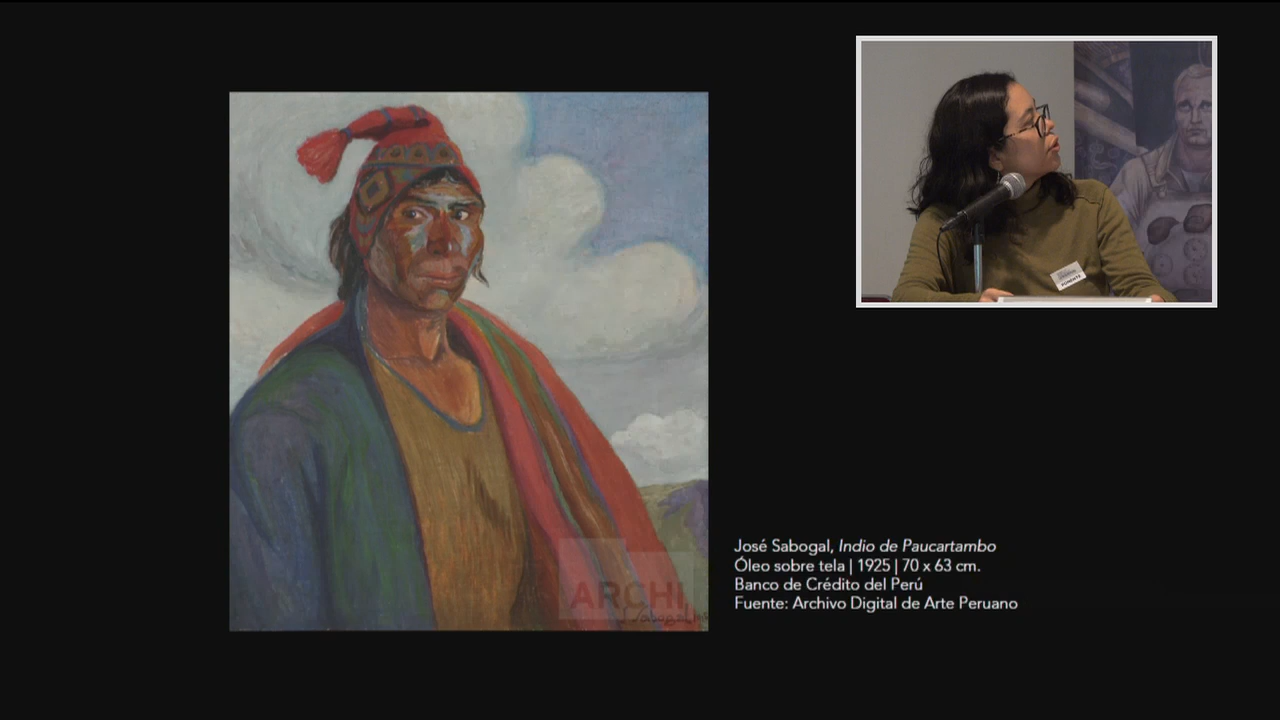 José Sabogal, Indio de Paucartambo
Óleo sobre tela | 1925 | 70 x 63 cm.
Banco de Crédito del Perú
Fuente: Archivo Digital de Arte Peruano
ARCHI
PONENTE